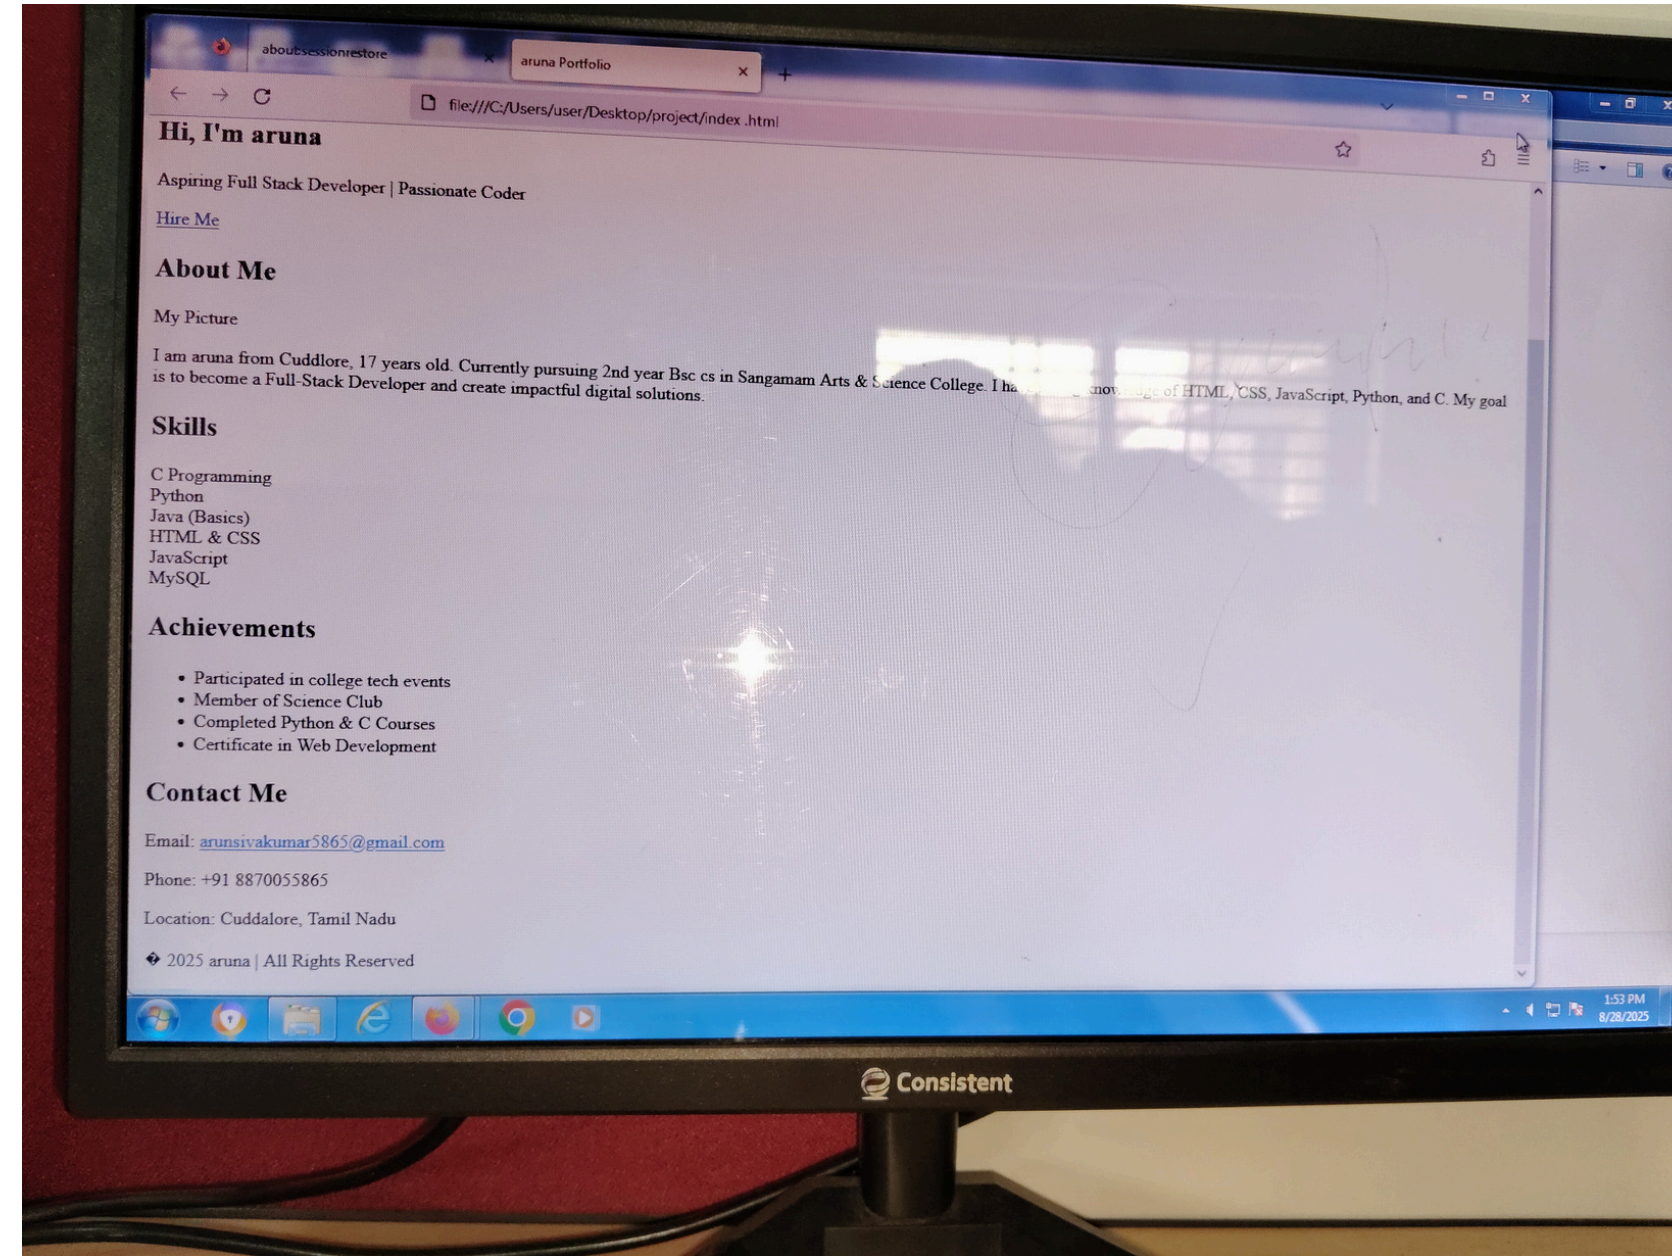 about:sessionrestore
aruna Portfolio
file:///C:/Users/user/Desktop/project/index .html
Hi, I'm aruna
Aspiring Full Stack Developer | Passionate Coder
Hire Me
About Me
My Picture
I am aruna from Cuddlore, 17 years old. Currently pursuing 2nd year Bsc cs in Sangamam Arts & Science College. I of HTML, CSS, JavaScript, Python, and C. My goal
is to become a Full-Stack Developer and create impactful digital solutions.
Skills
C Programming
Python
Java (Basics)
HTML & CSS
JavaScript
MySQL
Achievements
• Participated in college tech events
• Member of Science Club
• Completed Python & C Courses
• Certificate in Web Development
Contact Me
Email: arunsivakumar5865@gmail.com
Phone: +91 8870055865
Location: Cuddalore, Tamil Nadu
� 2025 aruna | All Rights Reserved
1:53 PM
8/28/2025
Consistent